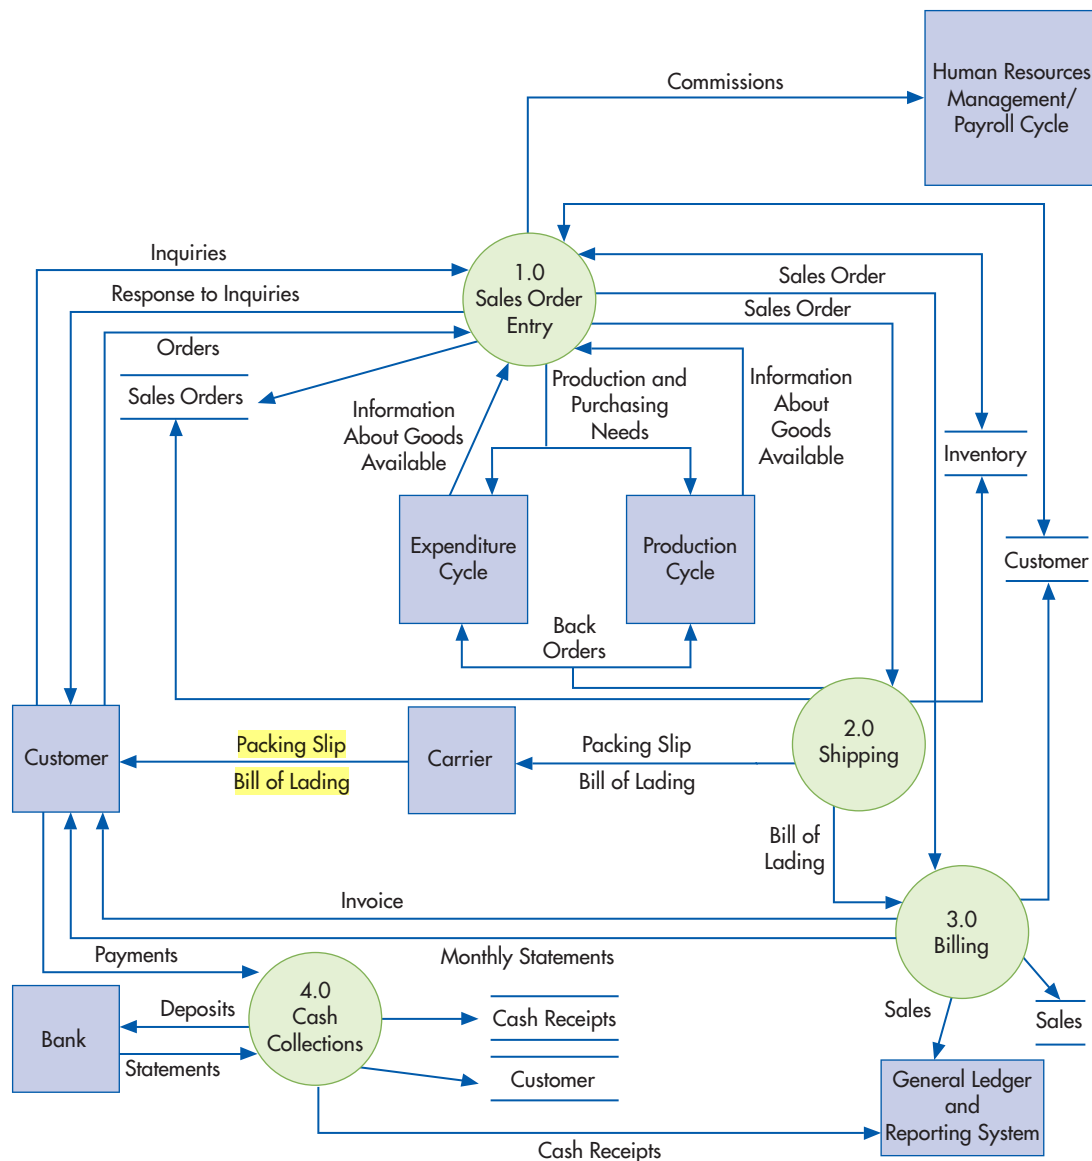 Commissions
Human Resources
Management/
Payroll Cycle
Inquiries
1.0
Sales Order
Entry
Sales Order
Response to Inquiries
Sales Order
Orders
Sales Orders
Information
About Goods
Available
Production and
Purchasing
Needs
Information
About
Goods
Available
Inventory
Expenditure
Cycle
Production
Cycle
Customer
Back
Orders
Customer
Packing Slip
Bill of Lading
Carrier
Packing Slip
Bill of Lading
2.0
Shipping
Bill of
Lading
Invoice
3.0
Billing
Monthly Statements
Payments
4.0
Cash
Collections
Deposits
Bank
Statements
Cash Receipts
Customer
Sales
Sales
General Ledger
and
Reporting System
Cash Receipts